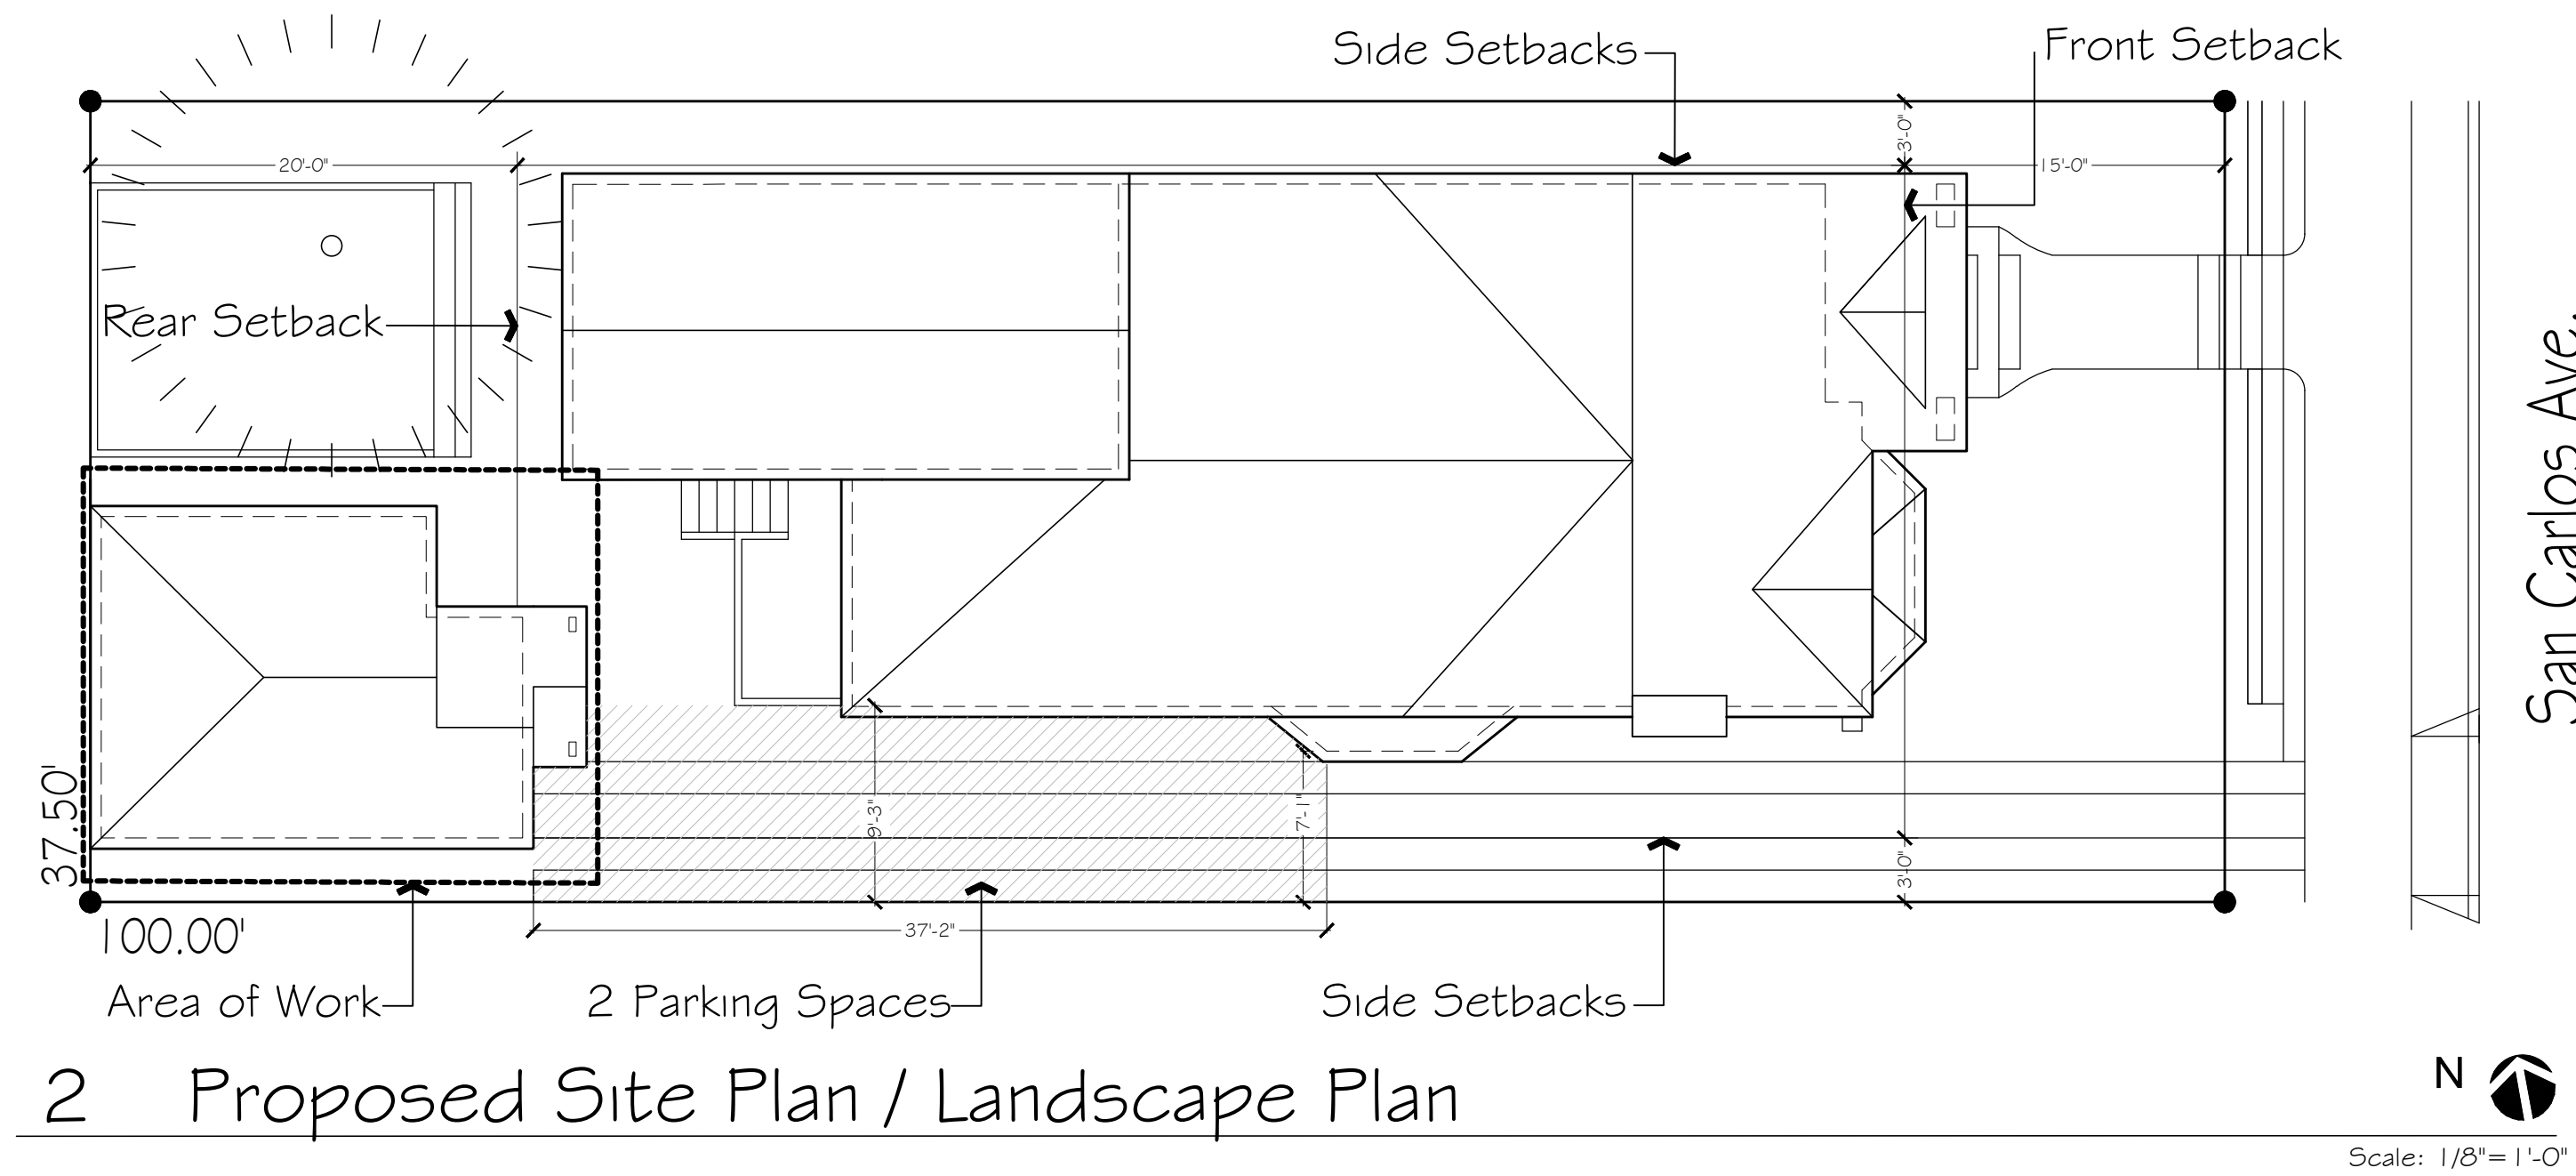 Side Setbacks
Front Setback
3'-0"
20'-0"
15'-0"
Rear Setback
San Carlos Ave.
37.50'
9'-3"
7'-1"
3'-0"
100.00'
37'-2"
Area of Work
2 Parking Spaces
Side Setbacks
2 Proposed Site Plan / Landscape Plan
N
Scale: 1/8"=1'-0"